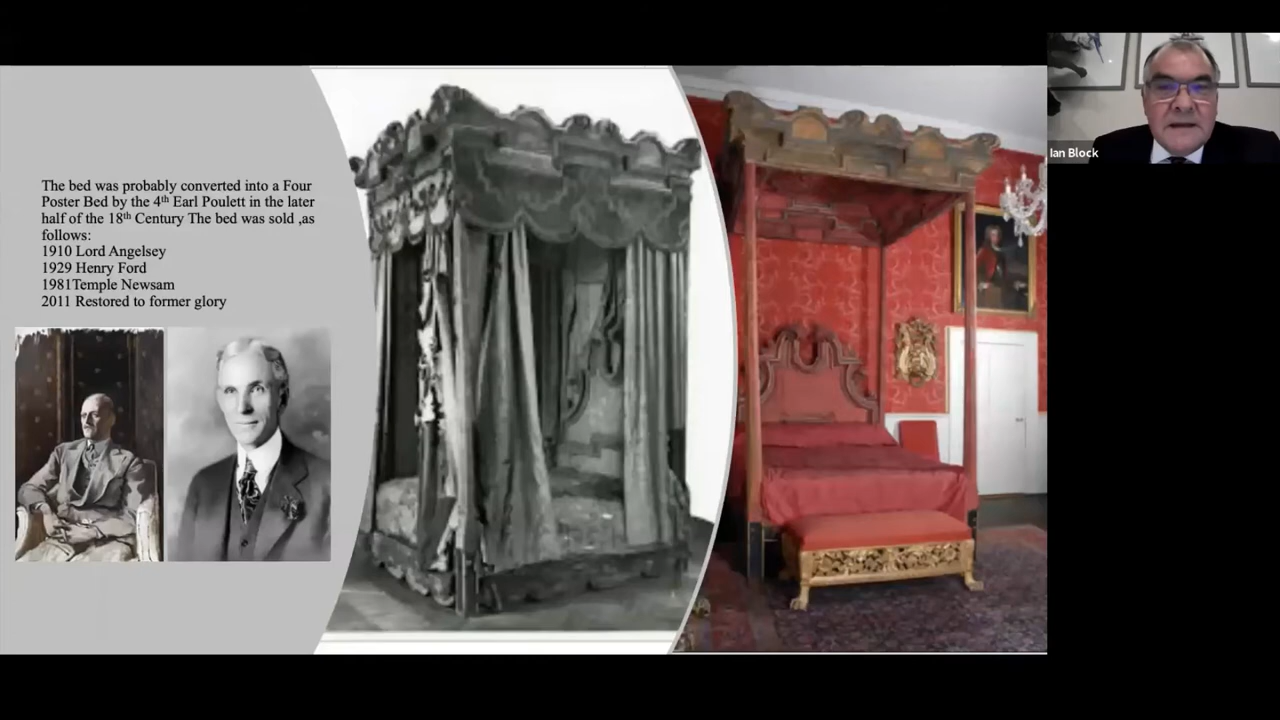 The bed was probably converted into a Four
Poster Bed by the 4th Earl Poulett in the later
half of the 18th Century The bed was sold ,as
follows:
1910 Lord Angelsey
1929 Henry Ford
1981Temple Newsam
2011 Restored to former glory
Ian Block